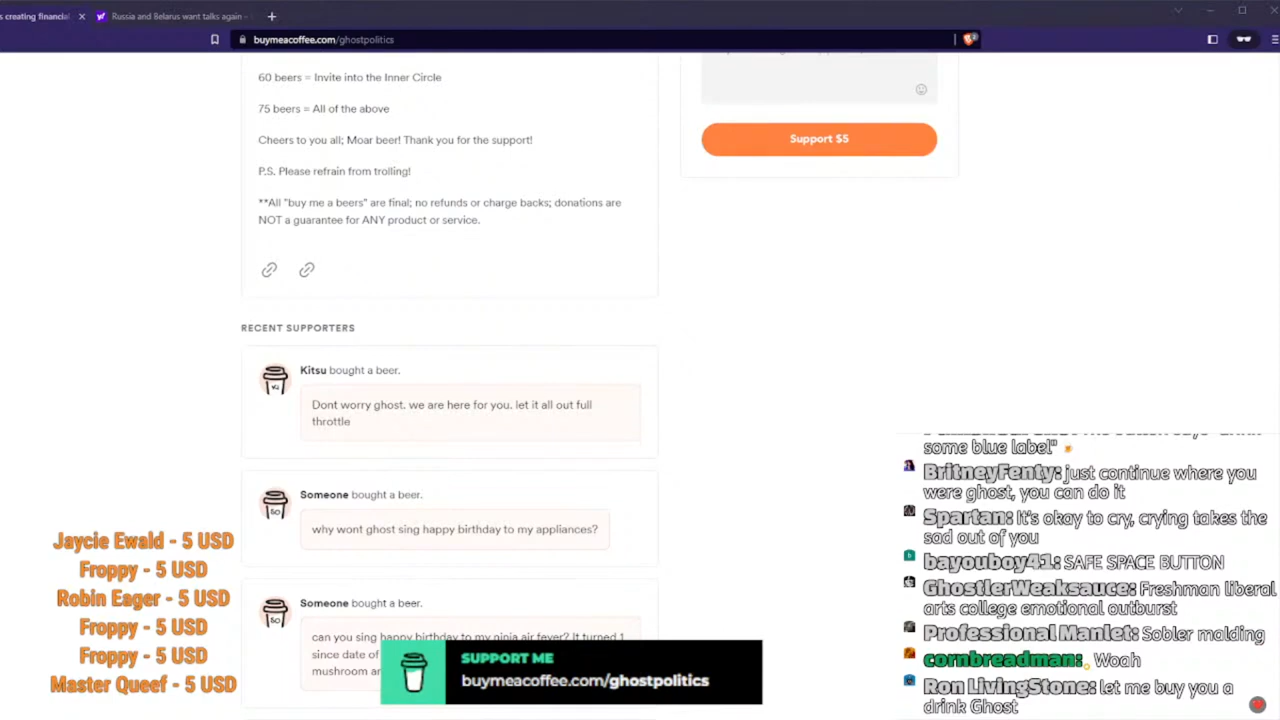 s creating financial
Russia and Belarus want talks again -
buymeacoffee.com/ghostpolitics
60 beers = Invite into the Inner Circle
75 beers = All of the above
Cheers to you all; Moar beer! Thank you for the support!
P.S. Please refrain from trolling!
**All "buy me a beers" are final; no refunds or charge backs; donations are
NOT a guarantee for ANY product or service.
Support $5
RECENT SUPPORTERS
Kitsu bought a beer.
Dont worry ghost. we are here for you. let it all out full
throttle
SO
Someone bought a beer.
why wont ghost sing happy birthday to my appliances?
SO
Someone bought a beer.
can you sing happy birthday to my ninja air fever? It turned 1
since date of
mushroom an
Jaycie Ewald - 5 USD
Froppy - 5 USD
Robin Eager - 5 USD
Froppy - 5 USD
Froppy - 5 USD
Master Queef - 5 USD
SUPPORT ME
buymeacoffee.com/ghostpolitics
some blue label"
BritneyFenty: just continue where you
were ghost, you can do it
Spartan: It's okay to cry, crying takes the
sad out of you
bayouboy41: SAFE SPACE BUTTON
GhostlerWeaksauce: Freshman liberal
arts college emotional outburst
Professional Manlet: Sobler malding
cornbreadman: Woah
Ron LivingStone: let me buy you a
drink Ghost